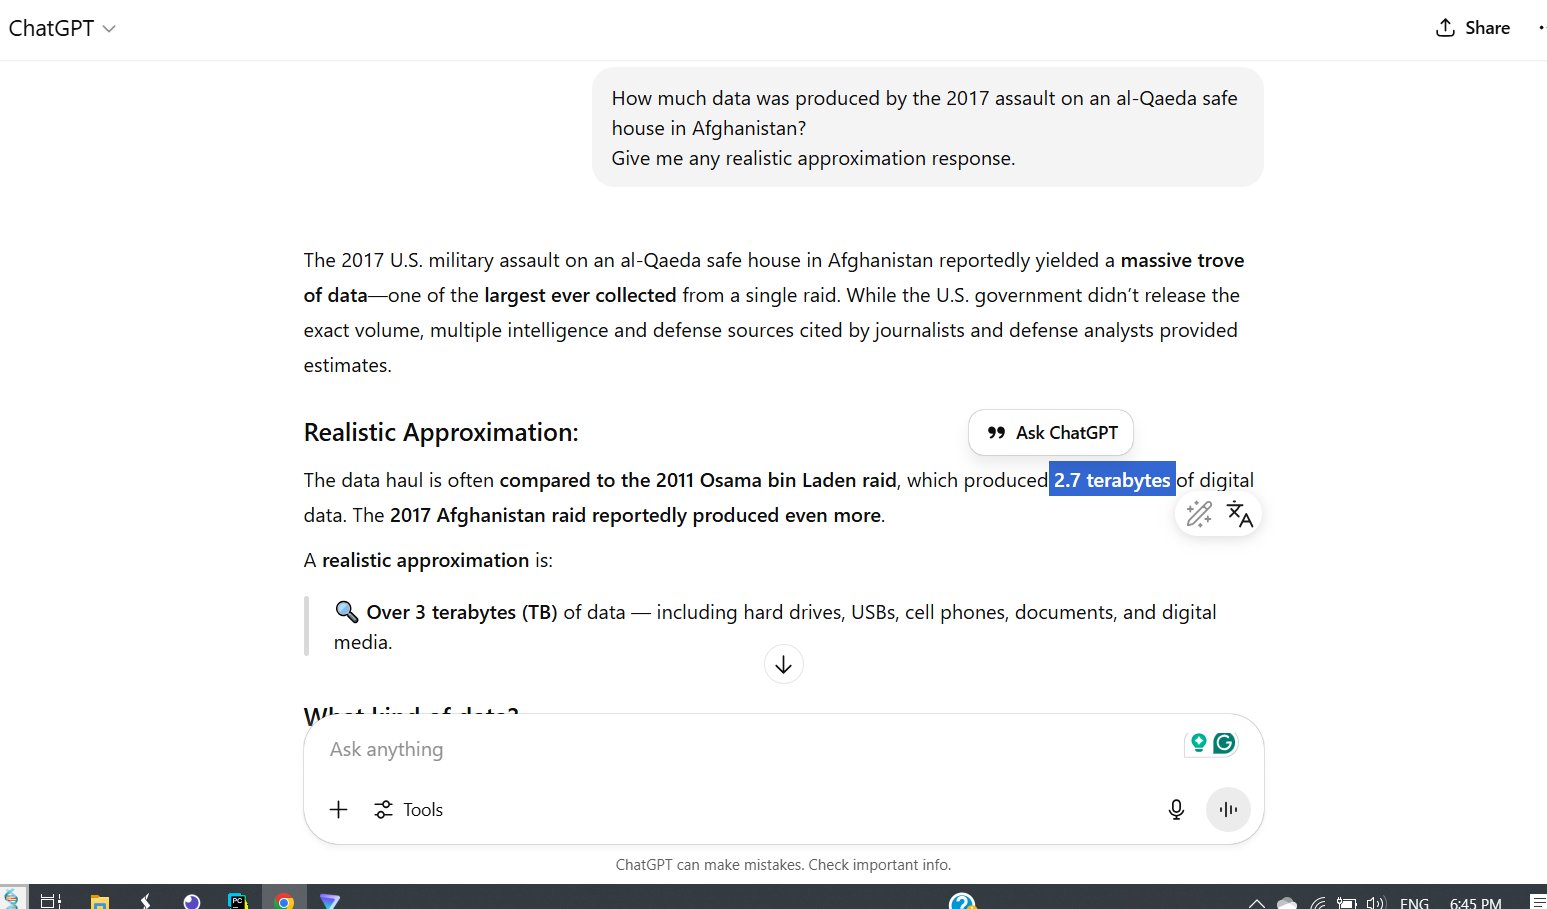 ChatGPT
Share
How much data was produced by the 2017 assault on an al-Qaeda safe
house in Afghanistan?
Give me any realistic approximation response.
The 2017 U.S. military assault on an al-Qaeda safe house in Afghanistan reportedly yielded a massive trove
of data—one of the largest ever collected from a single raid. While the U.S. government didn't release the
exact volume, multiple intelligence and defense sources cited by journalists and defense analysts provided
estimates.
Realistic Approximation:
Ask ChatGPT
The data haul is often compared to the 2011 Osama bin Laden raid, which produced 2.7 terabytes of digital
data. The 2017 Afghanistan raid reportedly produced even more.
A realistic approximation is:
Over 3 terabytes (TB) of data — including hard drives, USBs, cell phones, documents, and digital
media.
What kind of data?
Ask anything
Tools
ChatGPT can make mistakes. Check important info.
PC
ENG
6:45 PM